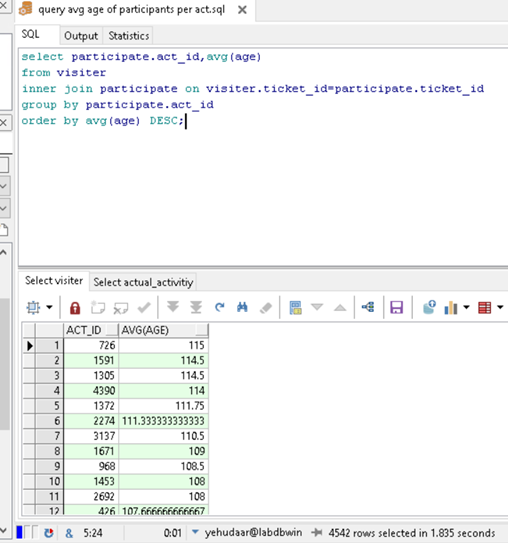 query avg age of participants per act.sql
SQL Output Statistics
select participate.act_id,avg(age)
from visiter
inner join participate on visiter.ticket_id=participate.ticket_id
group by participate.act_id
order by avg(age) DESC;
Select visiter Select actual_activitiy
ACT_ID AVG(AGE)
1 726 115
2 1591 114.5
3 1305 114.5
4 4390 114
5 1372 111.75
6 2274 111.333333333333
7 3137 110.5
8 1671 109
9 968 108.5
10 1453 108
11 2692 108
12 426 107.666666666667
& 5:24 0:01 yehudaar@labdbwin 4542 rows selected in 1.835 seconds